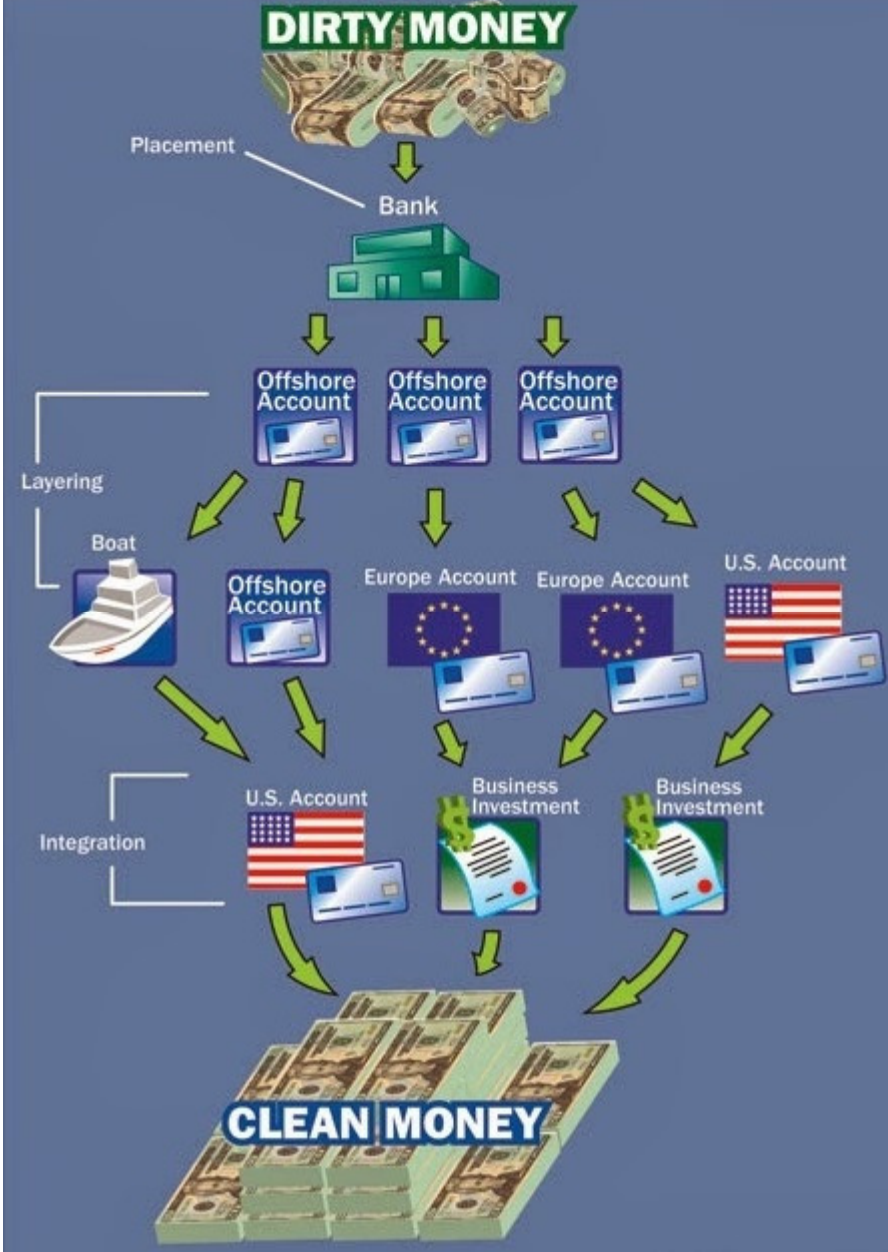 DIRTY MONEY
Placement
Bank
Offshore
Account
Offshore
Account
Offshore
Account
Layering
Boat
Offshore
Account
Europe Account
Europe Account
U.S. Account
Integration
U.S. Account
Business
Investment
Business
Investment
CLEAN MONEY